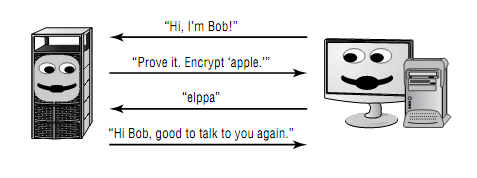 “Hi, I’m Bob!”
“Prove it. Encrypt ‘apple.’”
“elppa”
“Hi Bob, good to talk to you again.”